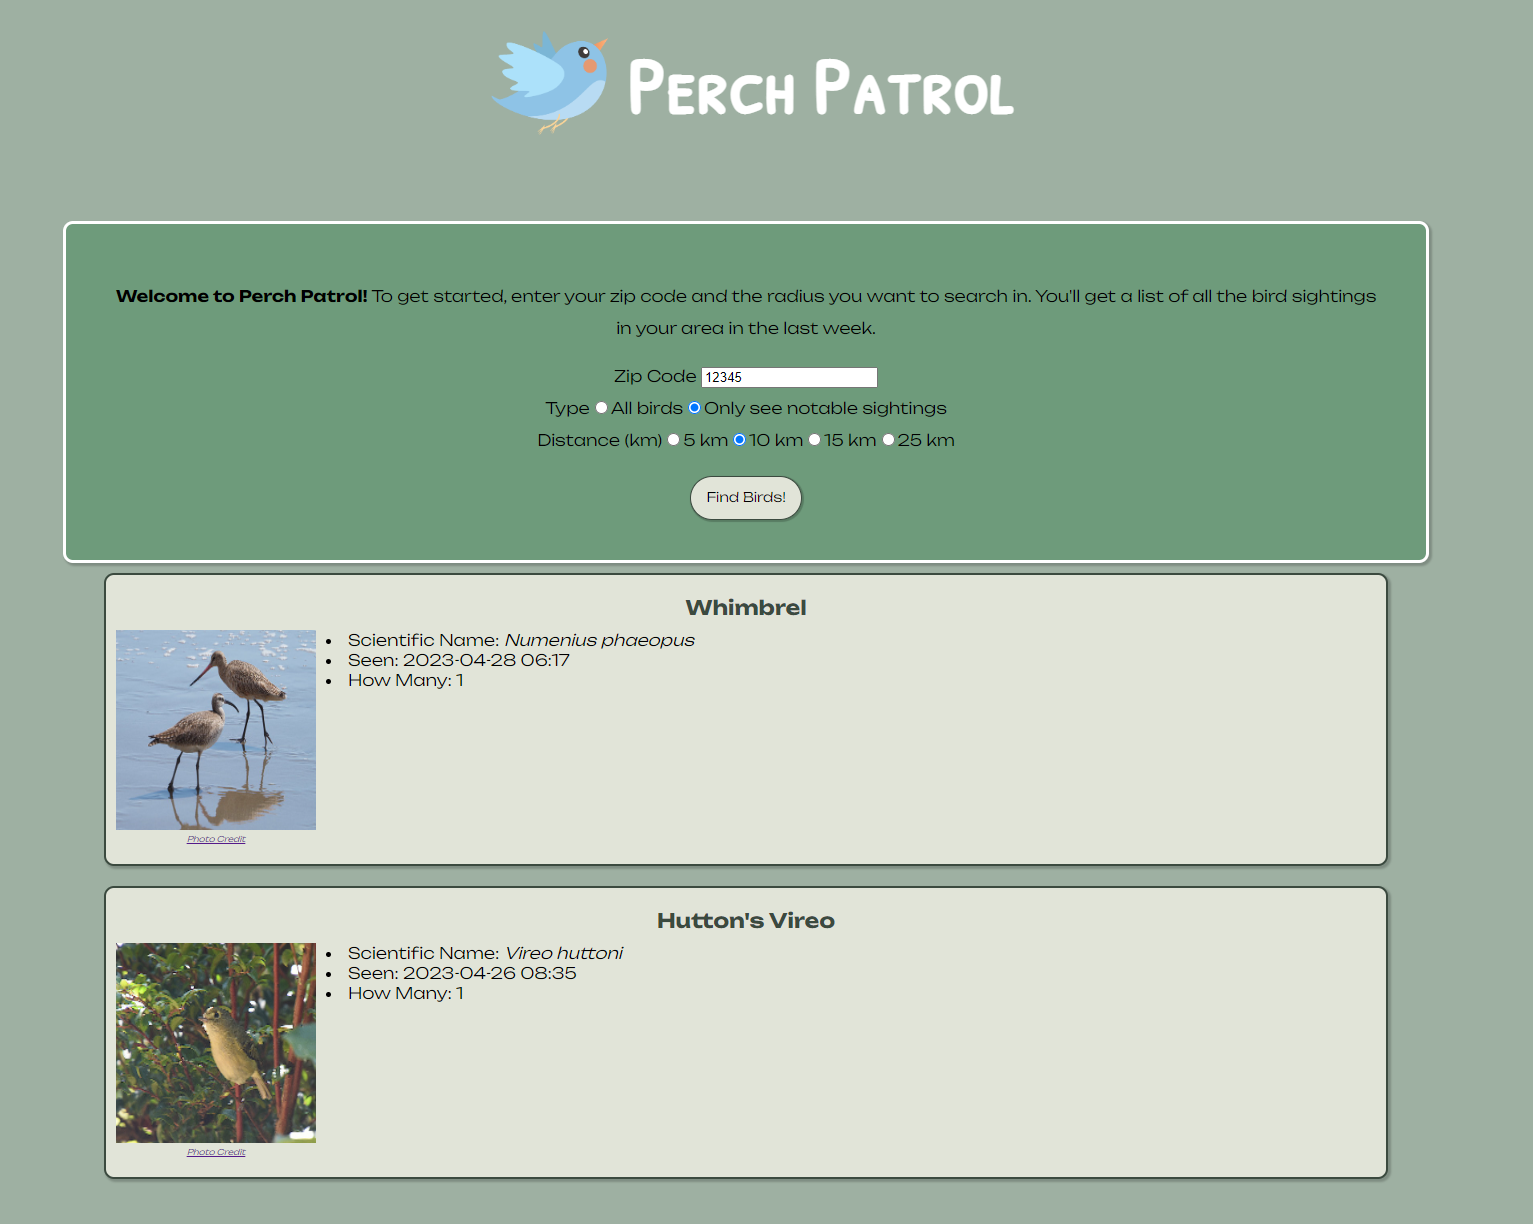 Perch Patrol
Welcome to Perch Patrol! To get started, enter your zip code and the radius you want to search in. You'll get a list of all the bird sightings
in your area in the last week.
Zip Code 12345
Type All birds Only see notable sightings
Distance (km) 5 km 10 km 15 km 25 km
Find Birds!
Whimbrel
Scientific Name: Numenius phaeopus
Seen: 2023-04-28 06:17
How Many: 1
Photo Credit
Hutton's Vireo
Scientific Name: Vireo huttoni
Seen: 2023-04-26 08:35
How Many: 1
Photo Credit